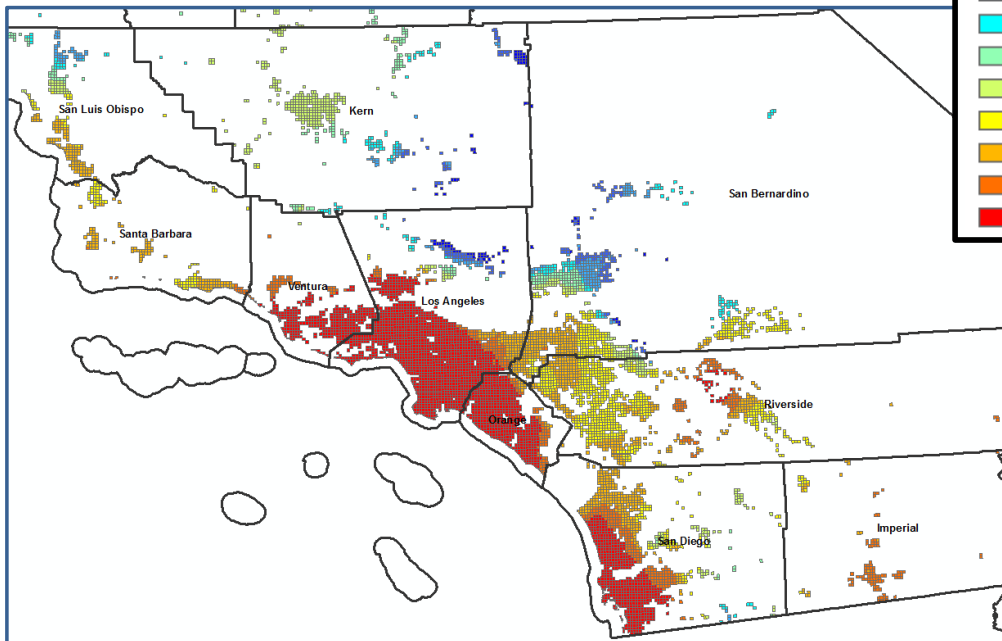 San Luis Obispo
Kern
San Bernardino
Santa Barbara
Ventura
Los Angeles
Riverside
Orange
Imperial
San Diego